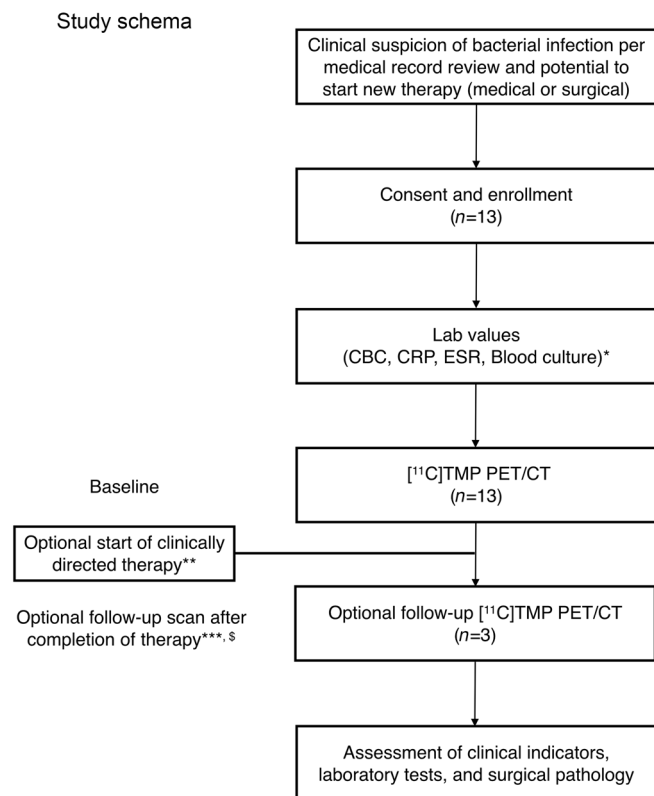 Study schema
Clinical suspicion of bacterial infection per
medical record review and potential to
start new therapy (medical or surgical)
Consent and enrollment
(n=13)
Lab values
(CBC, CRP, ESR, Blood culture)*
[¹¹C]TMP PET/CT
(n=13)
Baseline
Optional start of clinically
directed therapy**
Optional follow-up scan after
completion of therapy***, $
Optional follow-up [¹¹C]TMP PET/CT
(n=3)
Assessment of clinical indicators,
laboratory tests, and surgical pathology